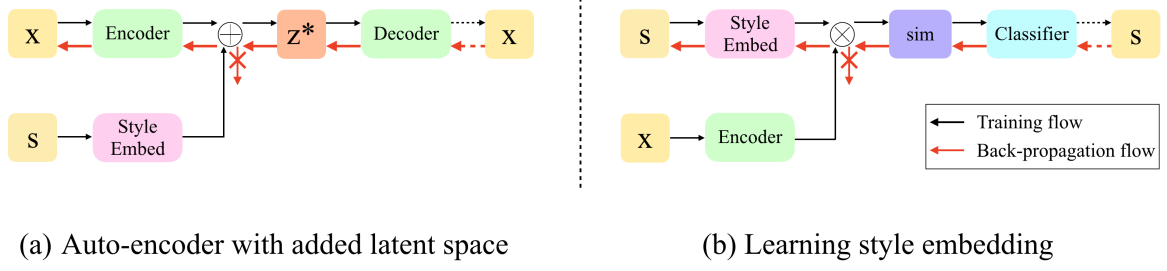 x
Encoder
z*
Decoder
x
s
Style
Embed
(a) Auto-encoder with added latent space
s
Style
Embed
sim
Classifier
s
x
Encoder
Training flow
Back-propagation flow
(b) Learning style embedding